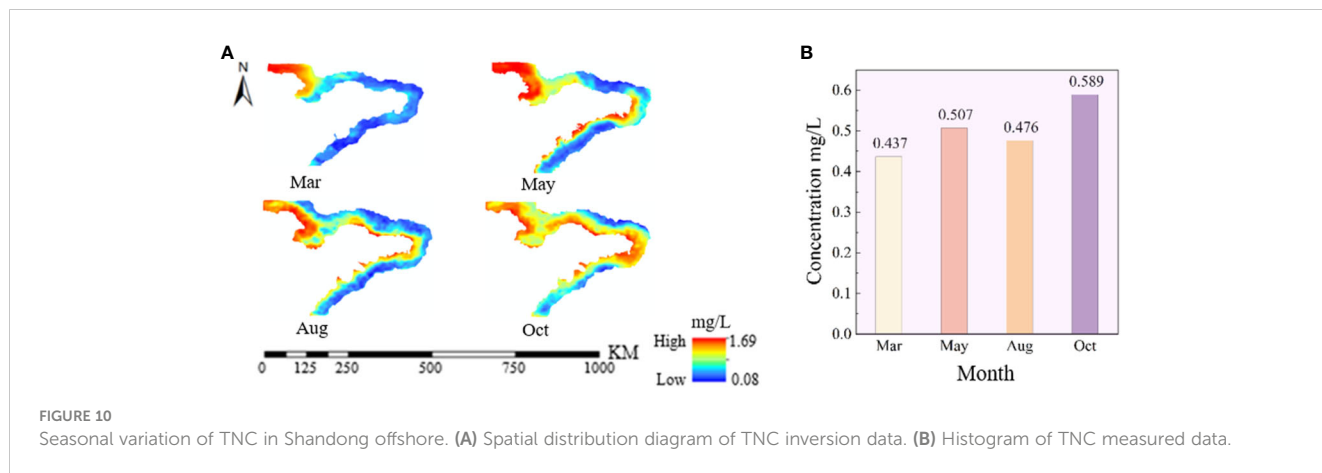 A
N
Mar
May
Aug
Oct
0
125
250
500
750
1000
KM
mg/L
High
1.69
Low
0.08
B
Concentration mg/L
0.6
0.5
0.4
0.3
0.2
0.1
0.0
0.437
0.507
0.476
0.589
Mar
May
Aug
Oct
Month
FIGURE 10
Seasonal variation of TNC in Shandong offshore. (A) Spatial distribution diagram of TNC inversion data. (B) Histogram of TNC measured data.